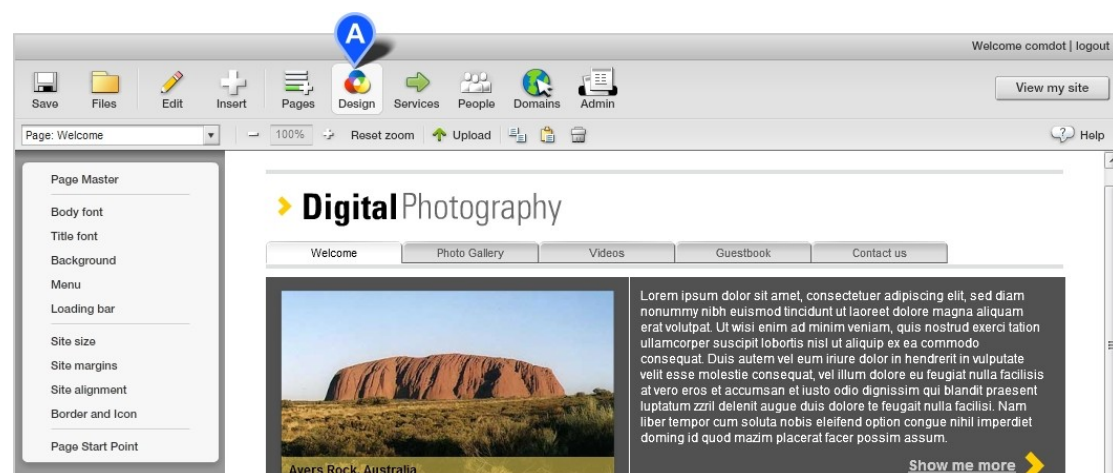 A
Welcome comdot | logout
Save Files Edit Insert Pages Design Services People Domains Admin View my site
Page: Welcome 100% Reset zoom Upload Help
Page Master
Body font
Title font
Background
Menu
Loading bar
Site size
Site margins
Site alignment
Border and Icon
Page Start Point
Digital Photography
Welcome Photo Gallery Videos Guestbook Contact us
Lorem ipsum dolor sit amet, consectetuer adipiscing elit, sed diam
nonummy nibh euismod tincidunt ut laoreet dolore magna aliquam
erat volutpat. Ut wisi enim ad minim veniam, quis nostrud exerci tation
ullamcorper suscipit lobortis nisl ut aliquip ex ea commodo
consequat. Duis autem vel eum iriure dolor in hendrerit in vulputate
velit esse molestie consequat, vel illum dolore eu feugiat nulla facilisis
at vero eros et accumsan et iusto odio dignissim qui blandit praesent
luptatum zzril delenit augue duis dolore te feugait nulla facilisi. Nam
liber tempor cum soluta nobis eleifend option congue nihil imperdiet
doming id quod mazim placerat facer possim assum.
Show me more
Ayers Rock, Australia